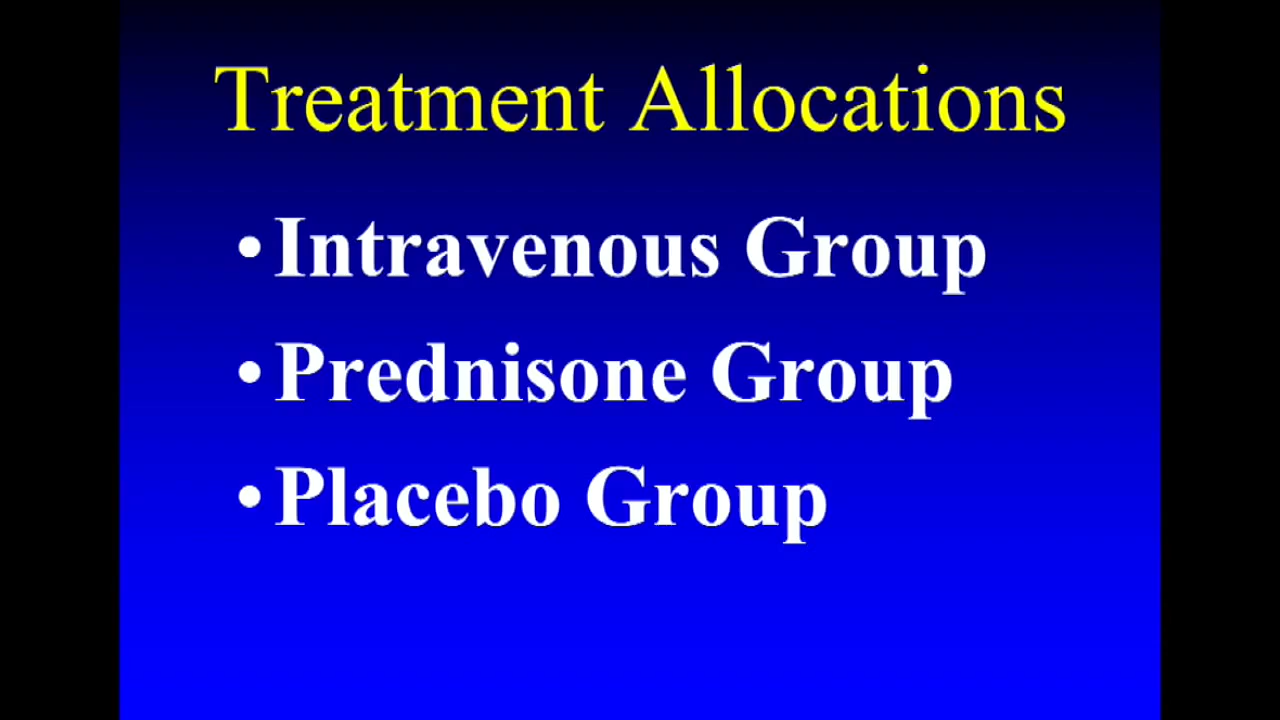 Treatment Allocations
• Intravenous Group
• Prednisone Group
• Placebo Group